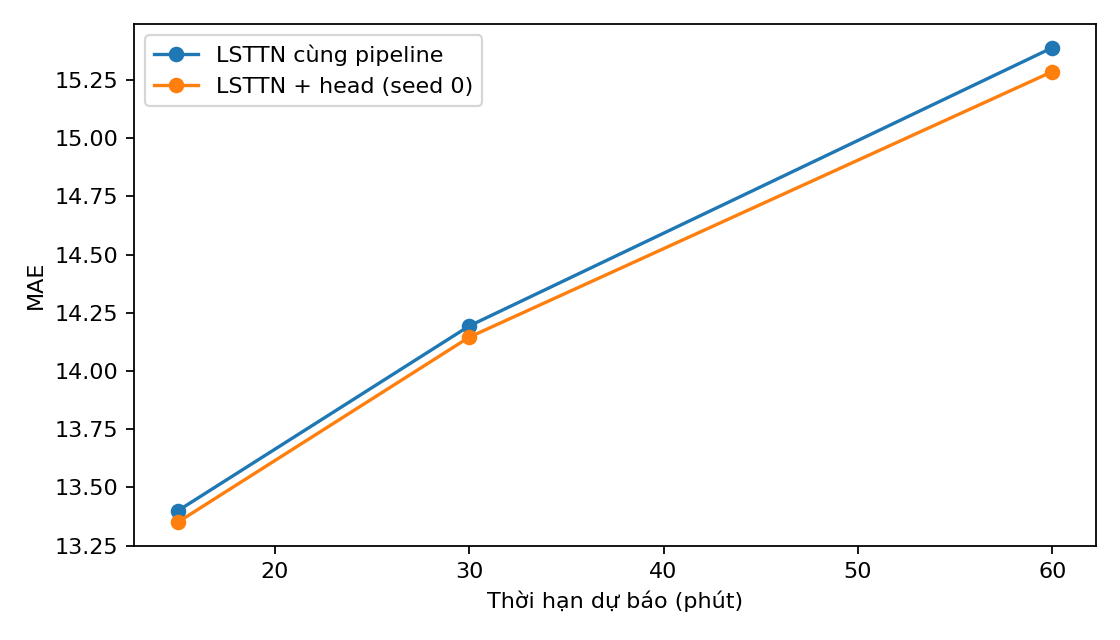 LSTTN cùng pipeline
LSTTN + head (seed 0)
MAE
15.25
15.00
14.75
14.50
14.25
14.00
13.75
13.50
13.25
20 30 40 50 60
Thời hạn dự báo (phút)